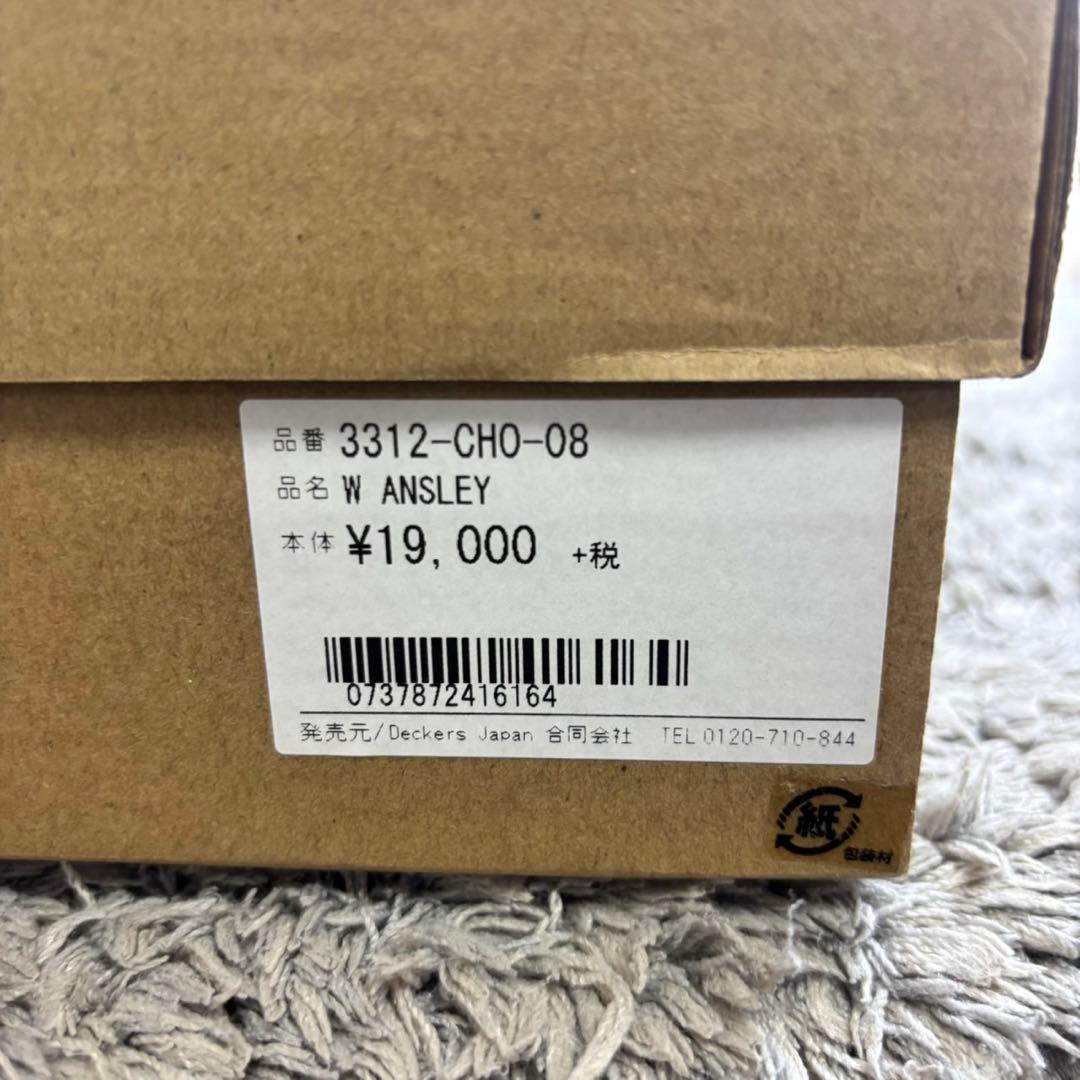 品番 3312-CHO-08
品名 W ANSLEY
本体 ¥19,000 +税
0737872416164
発売元/Deckers Japan 合同会社 TEL 0120-710-844
紙
包装材